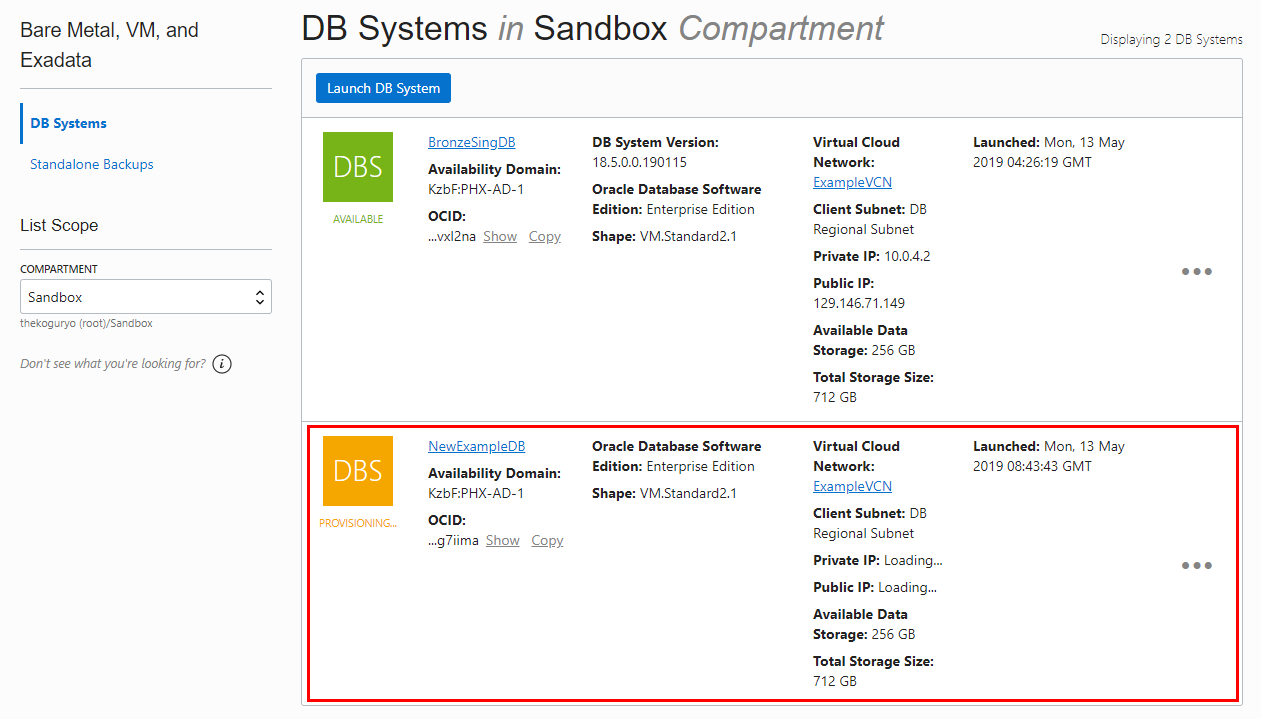 Bare Metal, VM, and
Exadata
DB Systems
Standalone Backups
List Scope
COMPARTMENT
Sandbox
thekoguryo (root)/Sandbox
Don't see what you're looking for? i
DB Systems in Sandbox Compartment
Displaying 2 DB Systems
Launch DB System
DBS
AVAILABLE
BronzeSingDB
Availability Domain:
KzbF:PHX-AD-1
OCID:
...vxl2na Show Copy
DB System Version:
18.5.0.0.190115
Oracle Database Software
Edition: Enterprise Edition
Shape: VM.Standard2.1
Virtual Cloud
Network:
ExampleVCN
Client Subnet: DB
Regional Subnet
Private IP: 10.0.4.2
Public IP:
129.146.71.149
Available Data
Storage: 256 GB
Total Storage Size:
712 GB
Launched: Mon, 13 May
2019 04:26:19 GMT
DBS
PROVISIONING...
NewExampleDB
Availability Domain:
KzbF:PHX-AD-1
OCID:
...g7iima Show Copy
Oracle Database Software
Edition: Enterprise Edition
Shape: VM.Standard2.1
Virtual Cloud
Network:
ExampleVCN
Client Subnet: DB
Regional Subnet
Private IP: Loading...
Public IP: Loading...
Available Data
Storage: 256 GB
Total Storage Size:
712 GB
Launched: Mon, 13 May
2019 08:43:43 GMT